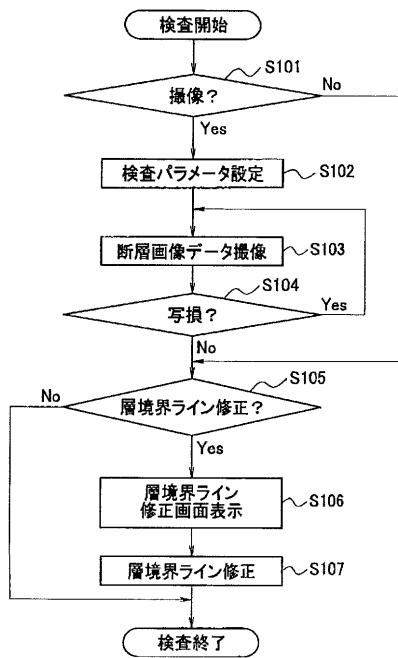 検査開始
S101
撮像？
No
Yes
検査パラメータ設定
S102
断層画像データ撮像
S103
S104
写損？
Yes
No
S105
No
層境界ライン修正？
Yes
層境界ライン
修正画面表示
S106
層境界ライン修正
S107
検査終了